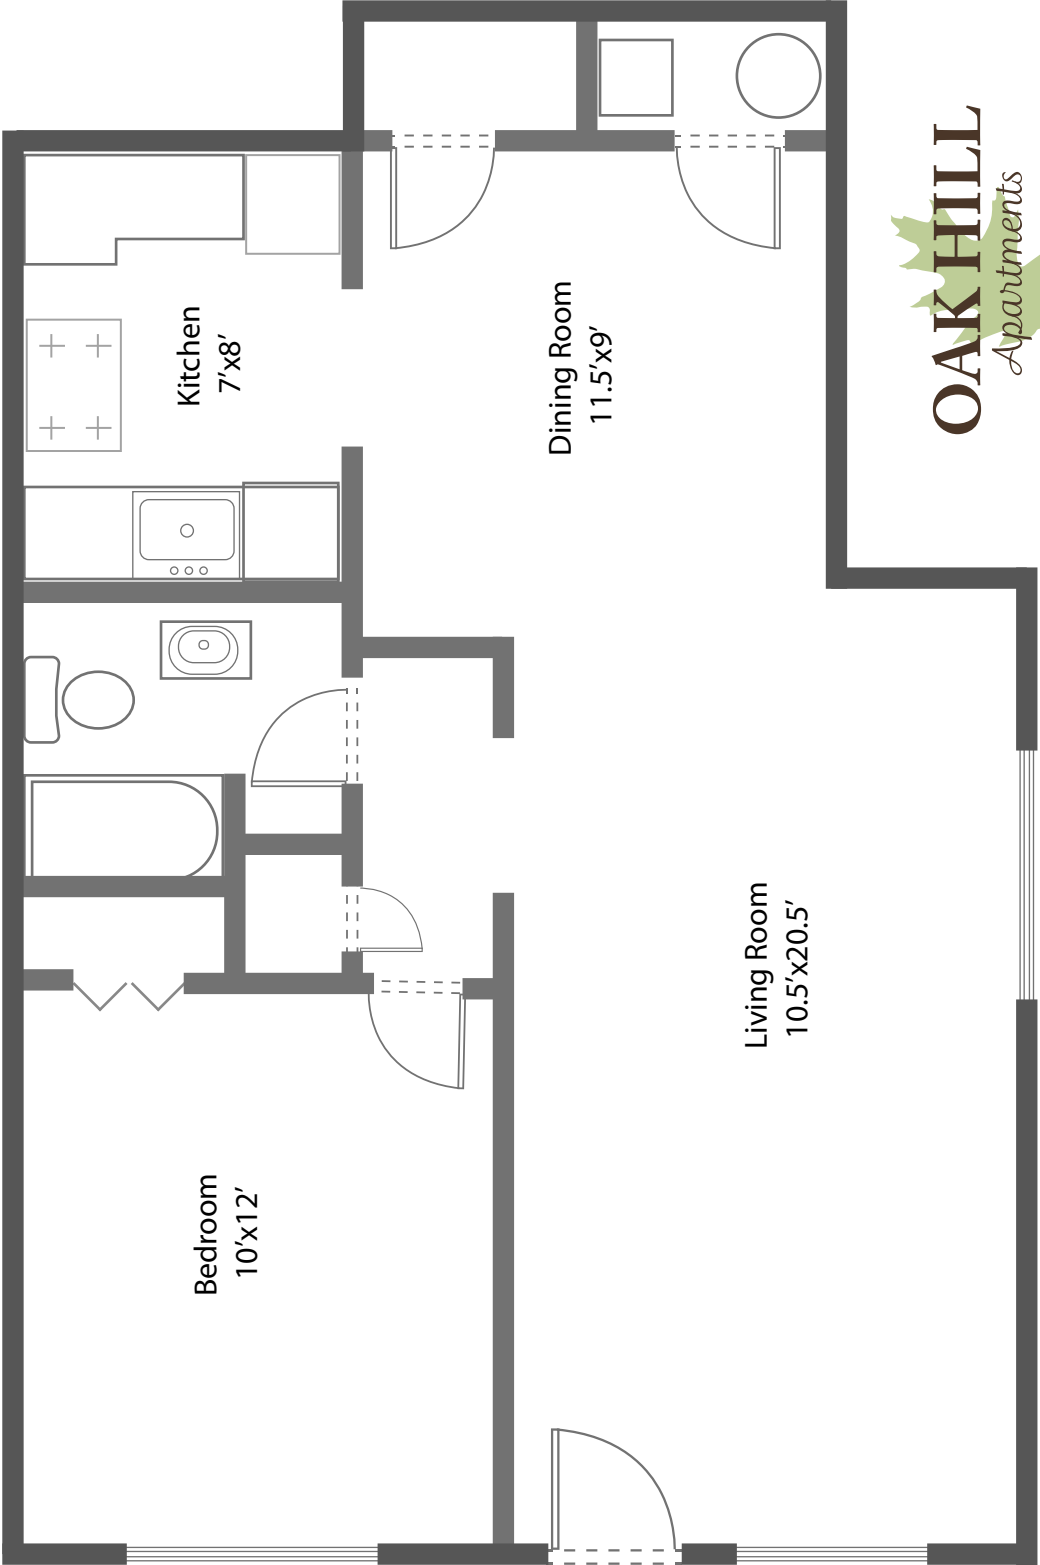 OAK HILL
Apartments
Kitchen
7’x8’
Dining Room
11.5’x9’
Living Room
10.5’x20.5’
Bedroom
10’x12’